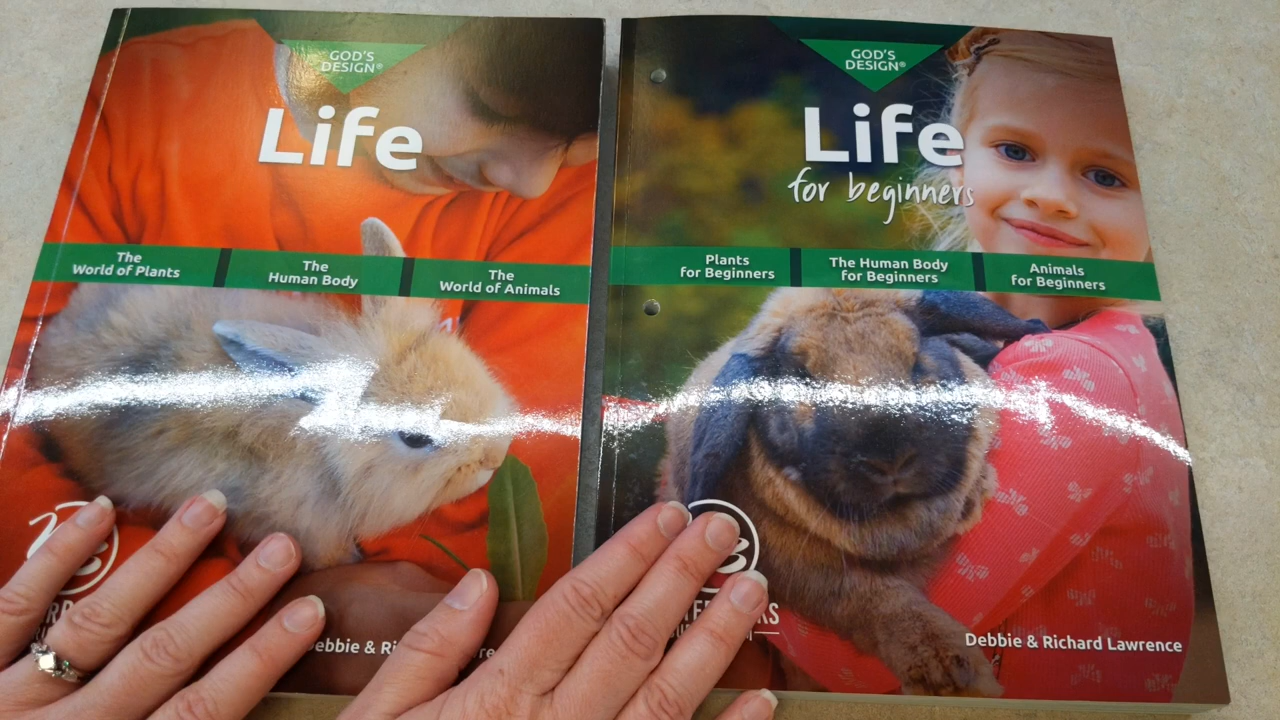 GOD'S
DESIGN®
Life
The
World of Plants
The
Human Body
The
World of Animals
GOD'S
DESIGN®
Life
for beginners
Plants
for Beginners
The Human Body
for Beginners
Animals
for Beginners
Debbie & Richard Lawrence